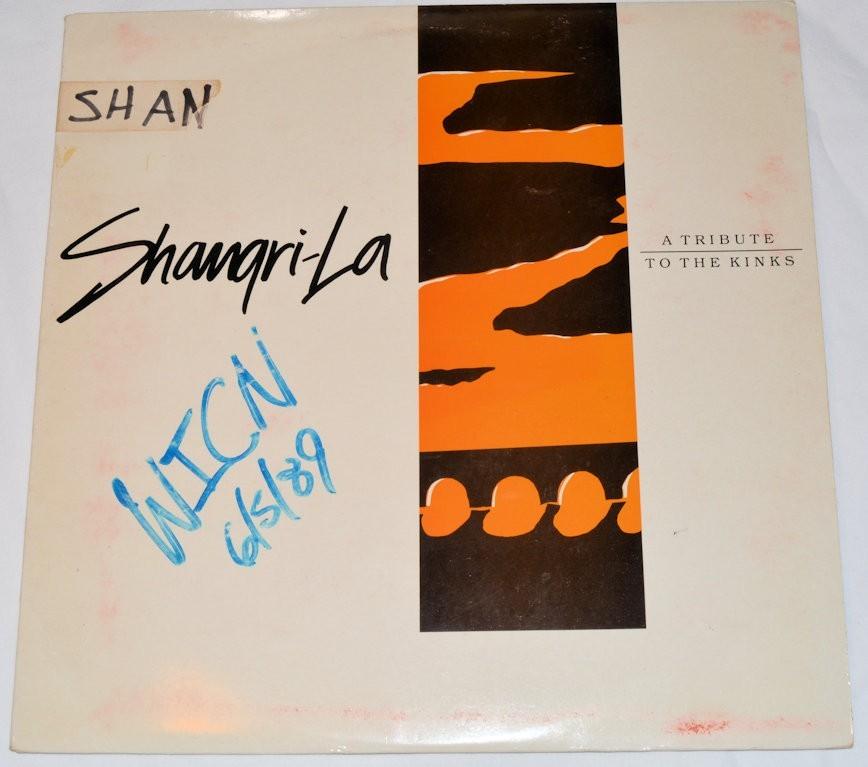 SHAN
Shangri-La
A TRIBUTE
TO THE KINKS
WICN
6/5/89